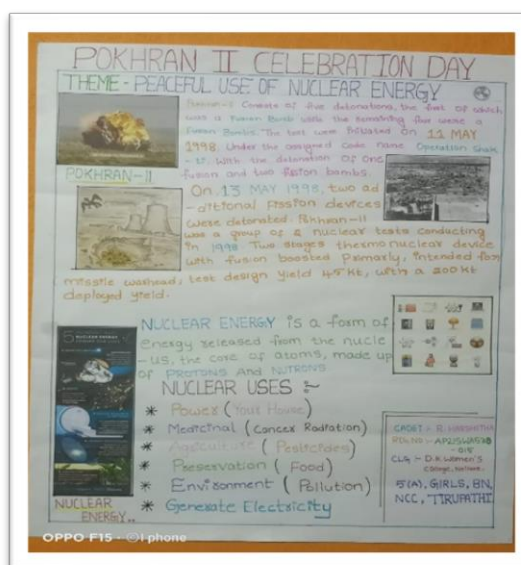 POKHRAN II CELEBRATION DAY
THEME - PEACEFUL USE OF NUCLEAR ENERGY
Pokhran-II Consists of five detonations, the first of which
was a Fusion Bomb while the remaining four were a
Fusion Bombs. The test were Initiated On 11 MAY
1998. Under the assigned Code Name Operation Shak
-ti. With the detonation Of One
fusion and two fission bombs.
POKHRAN-II
On 13 MAY 1998, two ad
-ditional fission devices
were detonated. Pokhran-II
was a group of nuclear tests conducting
in 1998. Two stages thermonuclear device
with fusion boosted Primarly, intended for
missile warhead, test design yield 45 kt, with a 200 kt
deployed yield.
NUCLEAR ENERGY is a form of
energy released from the nucle
-us, the core of atoms, made up
of PROTONS AND NUTRONS
NUCLEAR USES :-
* Power (Your House)
* Medicinal (Cancer Radiation)
* Agriculture (Pesticides)
* Preservation (Food)
* Environment (Pollution)
* Generate Electricity
NUCLEAR
ENERGY..
CADET :- R. HARSHITHA
CLG :- D.K Women's
College, Nellore.
5(A), GIRLS, BN,
NCC, TIRUPATHI.
OPPO F15 · @I phone